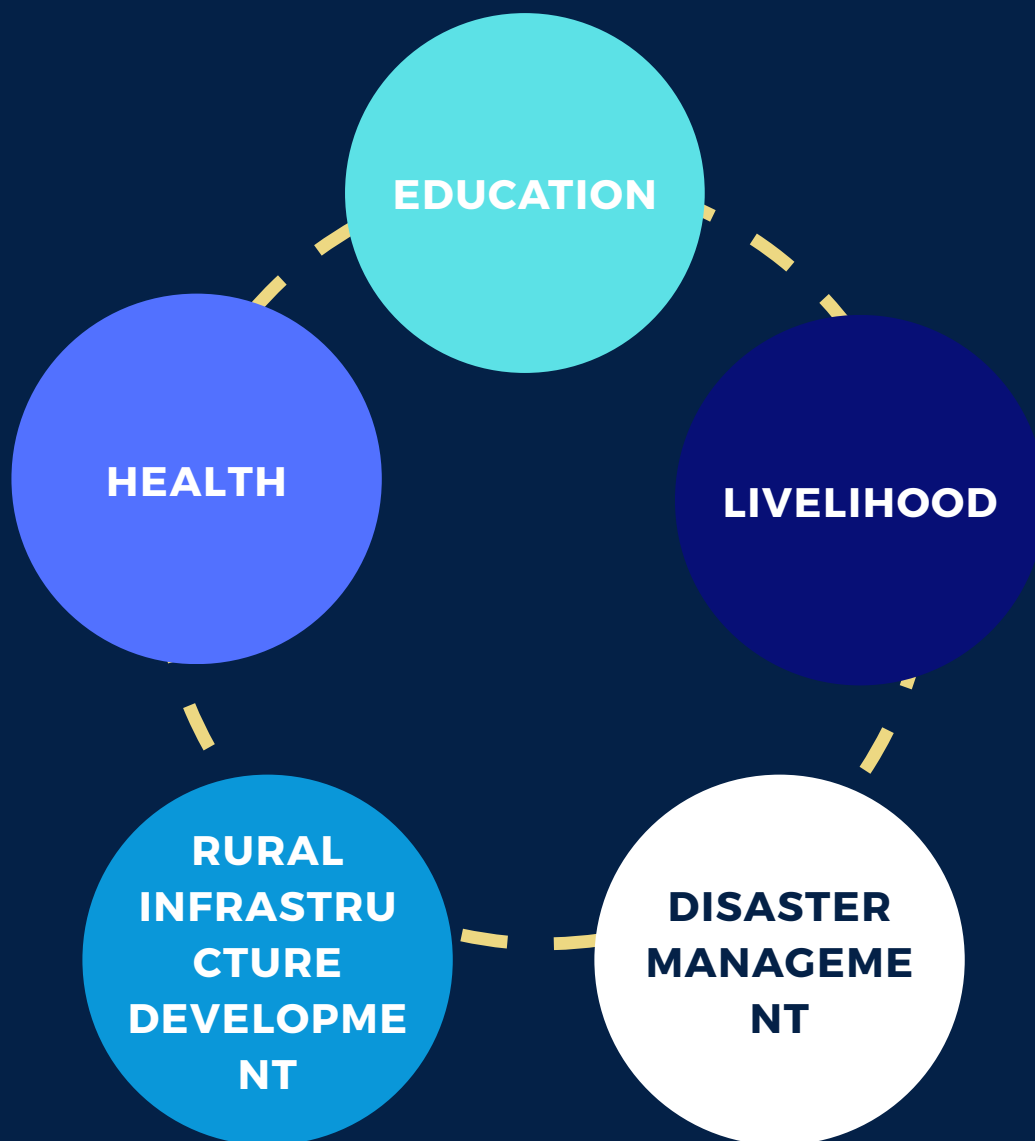 EDUCATION
HEALTH
LIVELIHOOD
RURAL
INFRASTRU
CTURE
DEVELOPME
NT
DISASTER
MANAGEME
NT